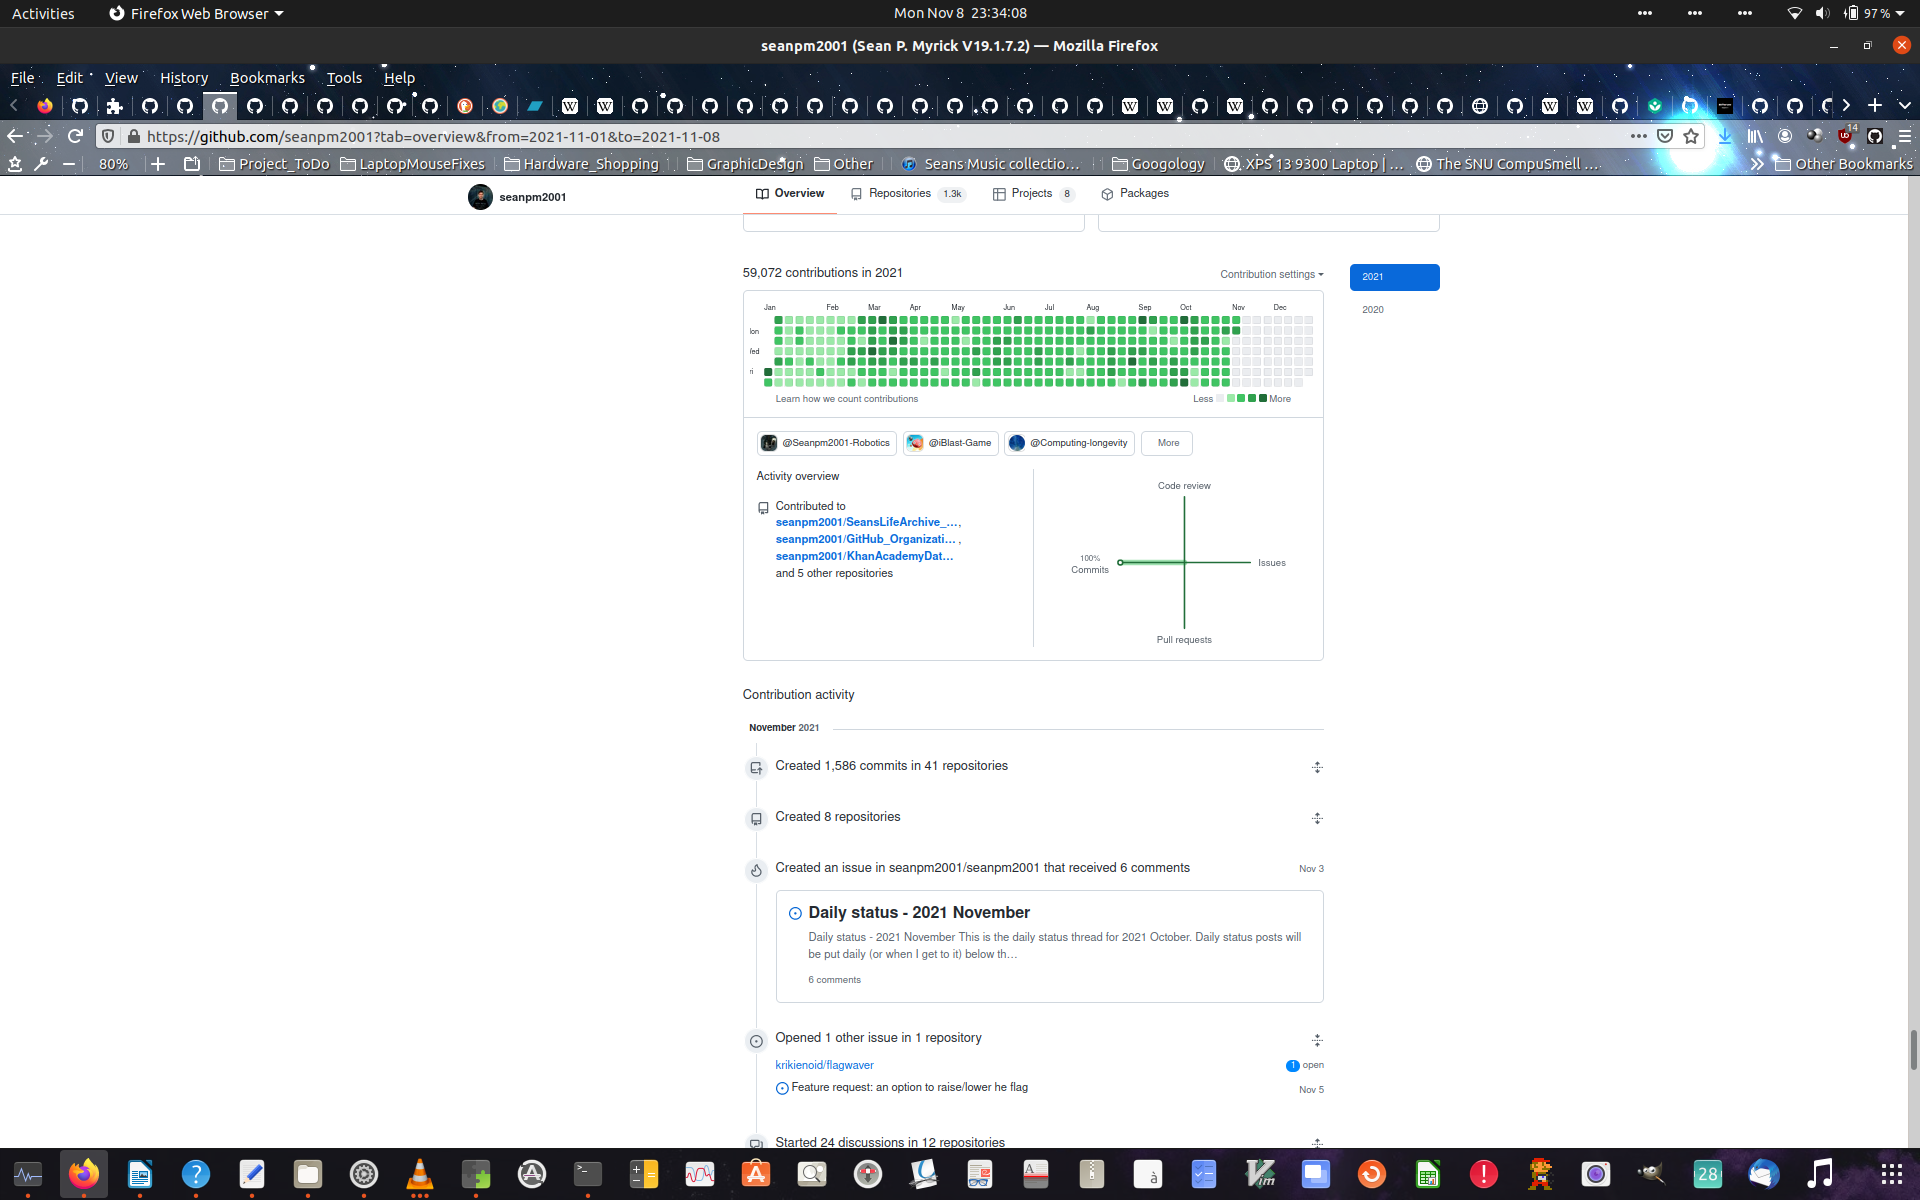 Activities
Firefox Web Browser
Mon Nov 8 23:34:08
97 %
seanpm2001 (Sean P. Myrick V19.1.7.2) — Mozilla Firefox
File Edit View History Bookmarks Tools Help
https://github.com/seanpm2001?tab=overview&from=2021-11-01&to=2021-11-08
14
80%
Project_ToDo
LaptopMouseFixes
Hardware_Shopping
GraphicDesign
Other
Seans Music collectio…
Googology
XPS 13 9300 Laptop | …
The SNU CompuSmell …
Other Bookmarks
seanpm2001
Overview
Repositories 1.3k
Projects 8
Packages
59,072 contributions in 2021
Contribution settings
2021
2020
Jan Feb Mar Apr May Jun Jul Aug Sep Oct Nov Dec
on
ed
ri
Learn how we count contributions
Less
More
@Seanpm2001-Robotics
@iBlast-Game
@Computing-longevity
More
Activity overview
Contributed to
seanpm2001/SeansLifeArchive_… ,
seanpm2001/GitHub_Organizati… ,
seanpm2001/KhanAcademyDat…
and 5 other repositories
Code review
100%
Commits
Issues
Pull requests
Contribution activity
November 2021
Created 1,586 commits in 41 repositories
Created 8 repositories
Created an issue in seanpm2001/seanpm2001 that received 6 comments
Nov 3
Daily status - 2021 November
Daily status - 2021 November This is the daily status thread for 2021 October. Daily status posts will
be put daily (or when I get to it) below th…
6 comments
Opened 1 other issue in 1 repository
krikienoid/flagwaver
1 open
Feature request: an option to raise/lower he flag
Nov 5
Started 24 discussions in 12 repositories
28